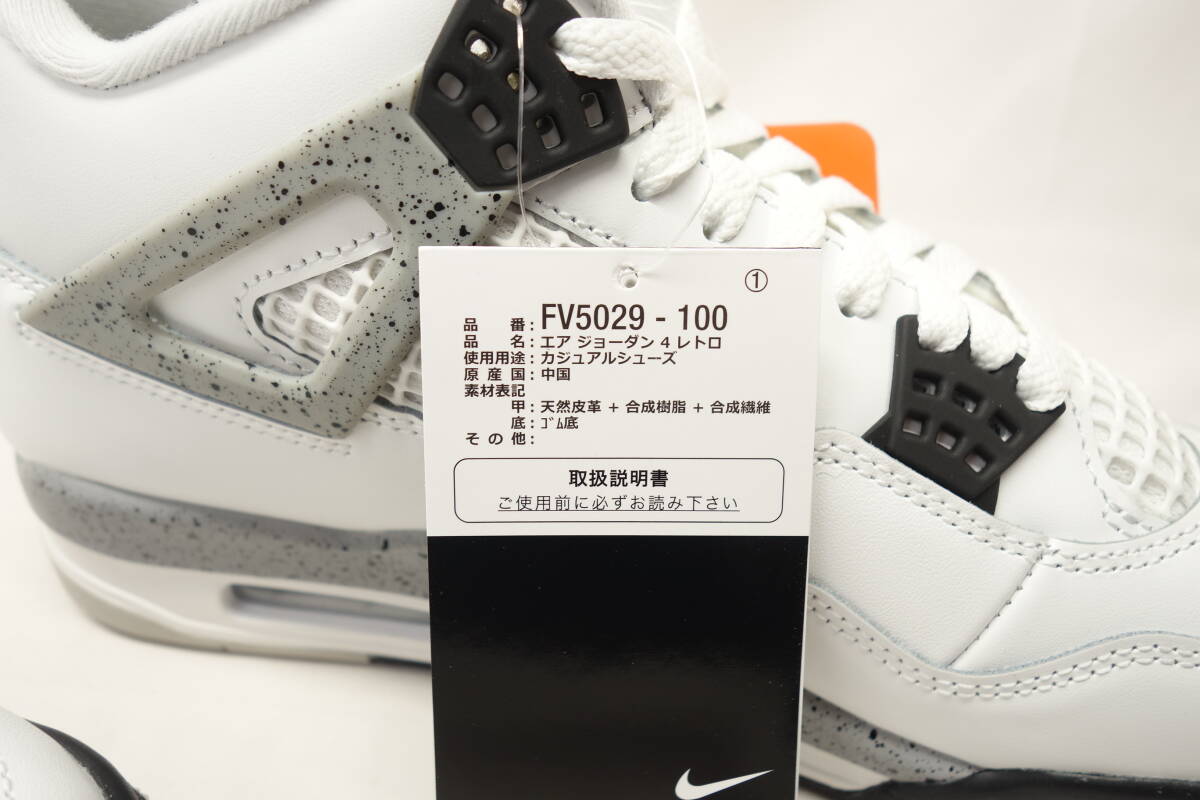 ①
品番: FV5029 - 100
品名: エア ジョーダン 4 レトロ
使用用途: カジュアルシューズ
原産国: 中国
素材表記
甲: 天然皮革 + 合成樹脂 + 合成繊維
底: ｺﾞﾑ底
その他:
取扱説明書
ご使用前に必ずお読み下さい